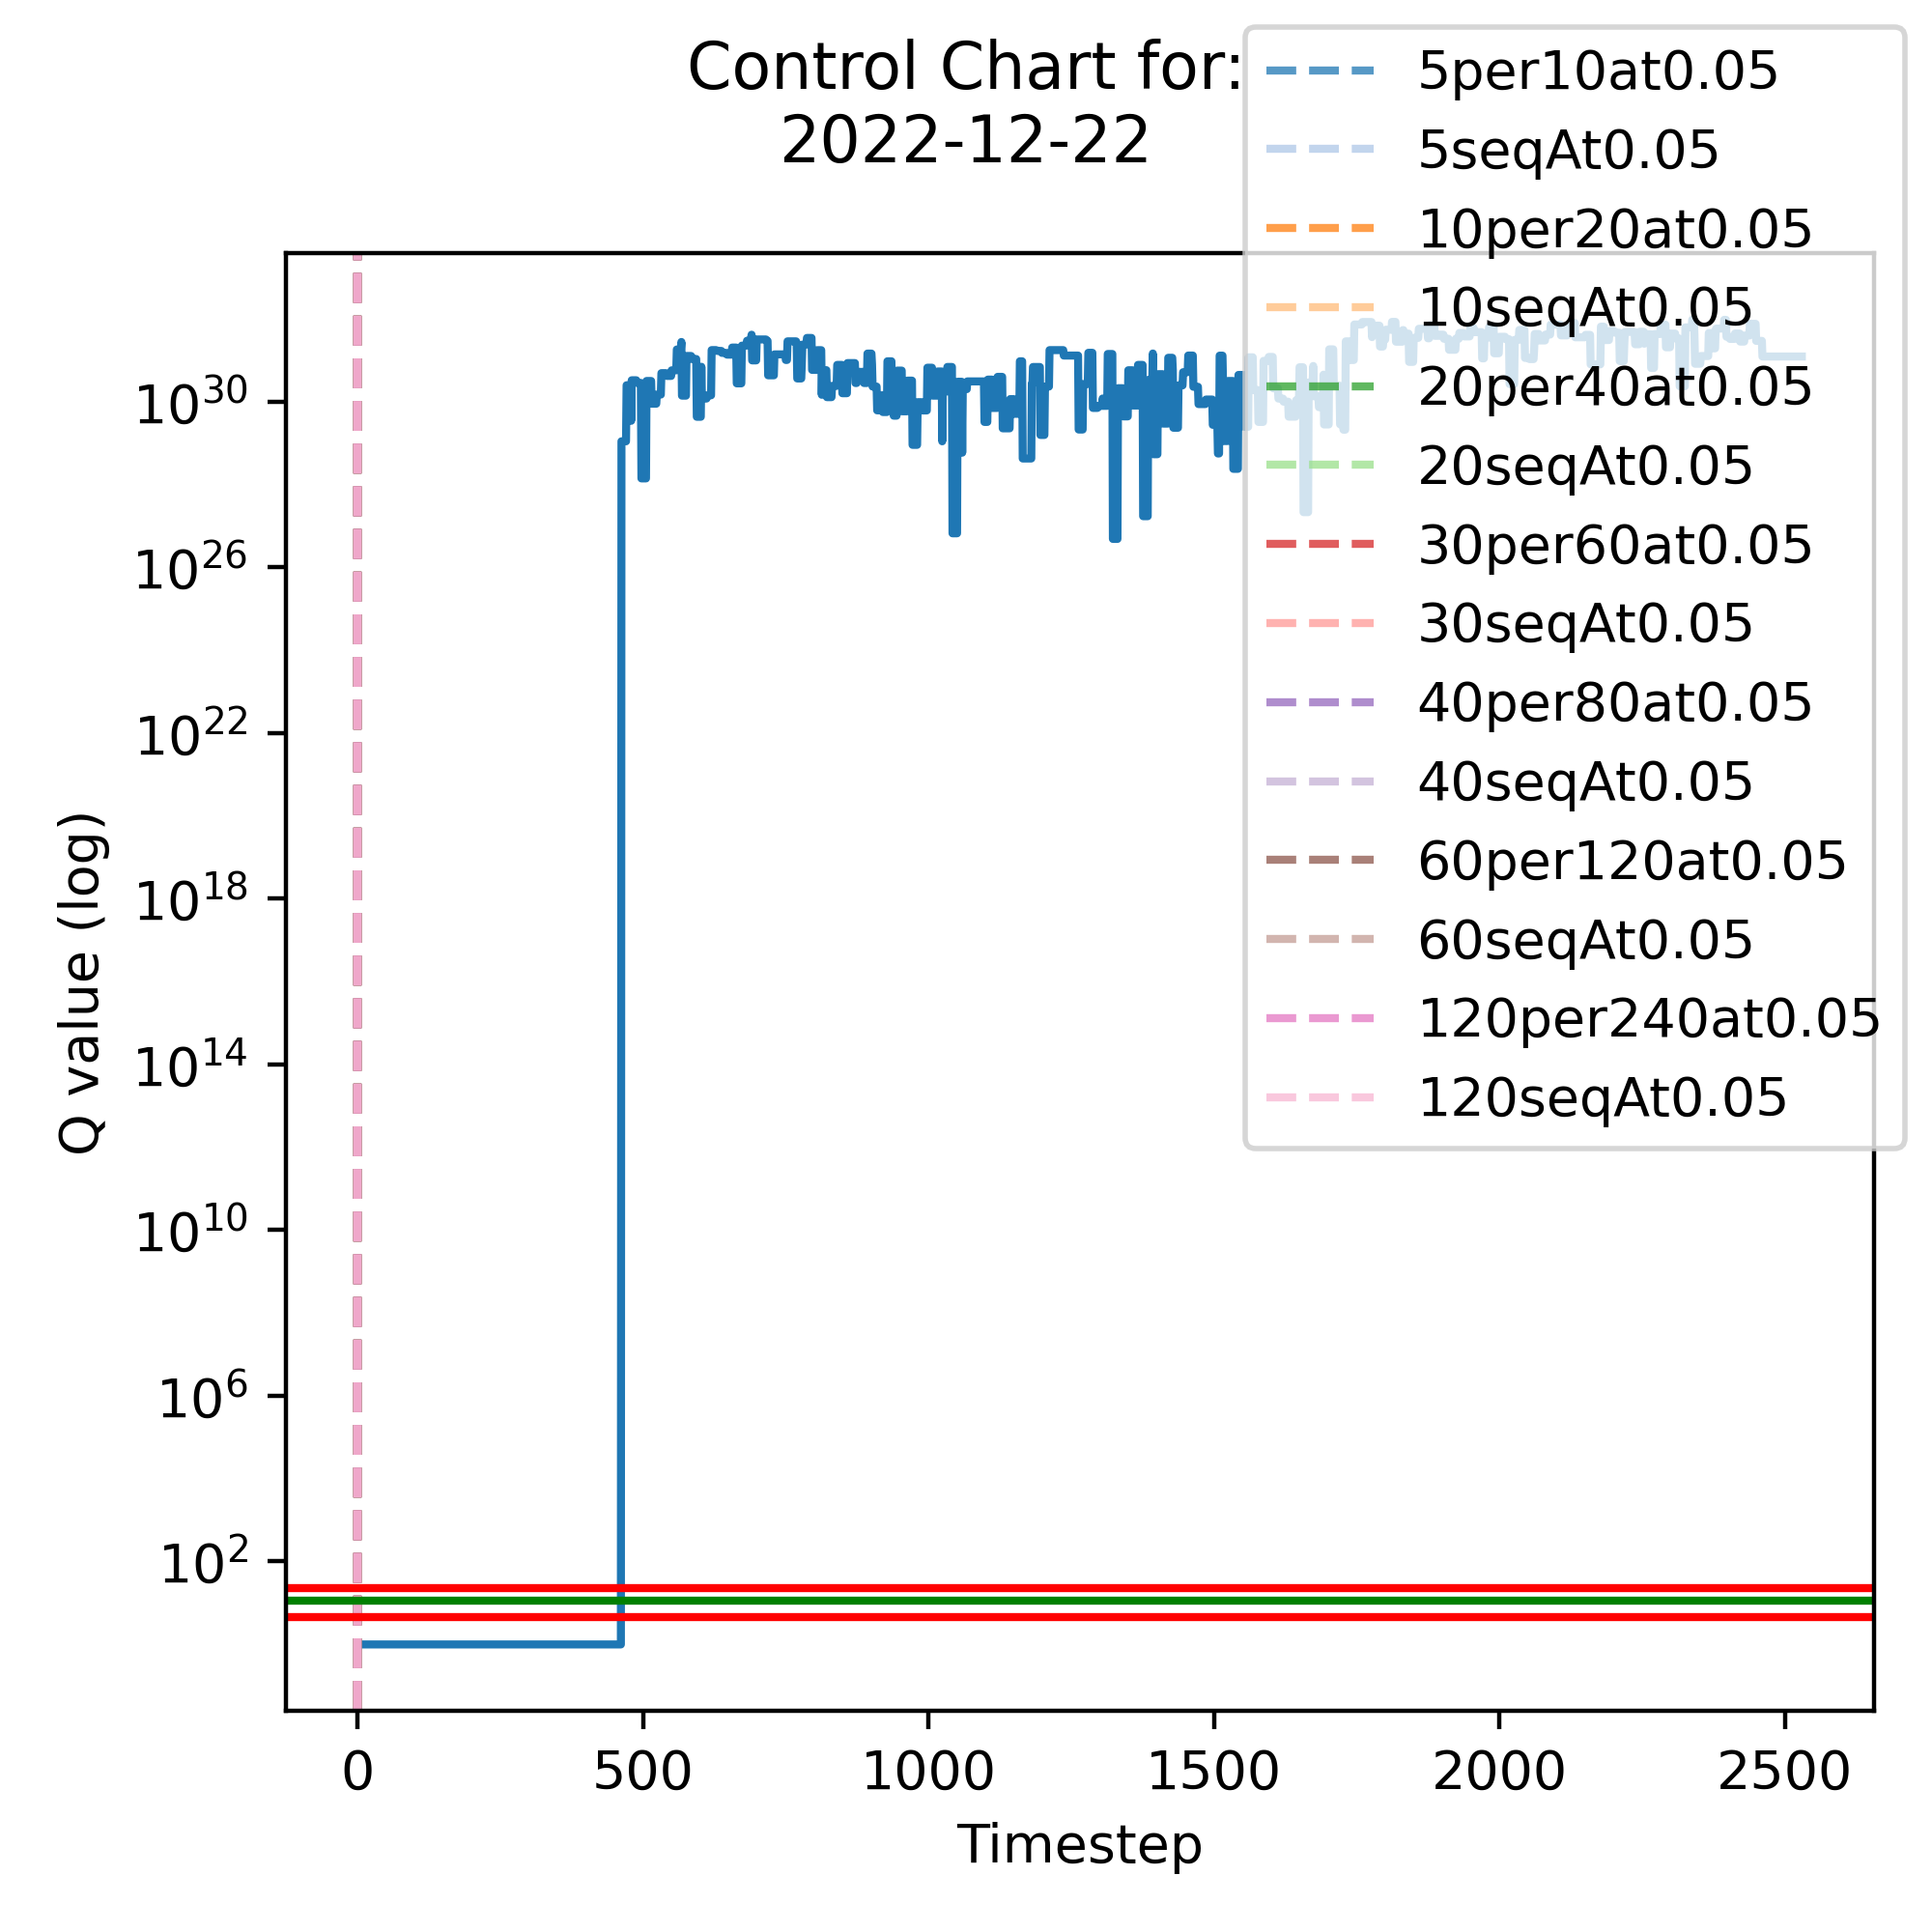 Control Chart for:
2022-12-22
5per10at0.05
5seqAt0.05
10per20at0.05
10seqAt0.05
20per40at0.05
20seqAt0.05
30per60at0.05
30seqAt0.05
40per80at0.05
40seqAt0.05
60per120at0.05
60seqAt0.05
120per240at0.05
120seqAt0.05
Q value (log)
10^30
10^26
10^22
10^18
10^14
10^10
10^6
10^2
0 500 1000 1500 2000 2500
Timestep